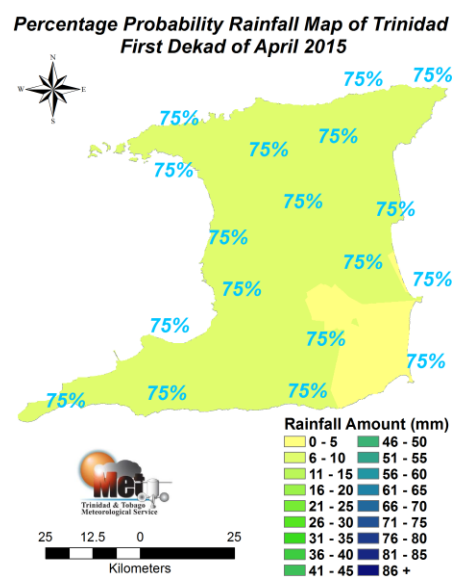 Percentage Probability Rainfall Map of Trinidad
First Dekad of April 2015
N
W E
S
75% 75%
75%
75% 75%
75%
75%
75%
75%
75%
75%
75%
75%
75%
75%
75%
75% 75% 75%
Rainfall Amount (mm)
0 - 5 46 - 50
6 - 10 51 - 55
11 - 15 56 - 60
16 - 20 61 - 65
21 - 25 66 - 70
26 - 30 71 - 75
31 - 35 76 - 80
36 - 40 81 - 85
41 - 45 86 +
Met
Trinidad & Tobago
Meteorological Service
25 12.5 0 25
Kilometers